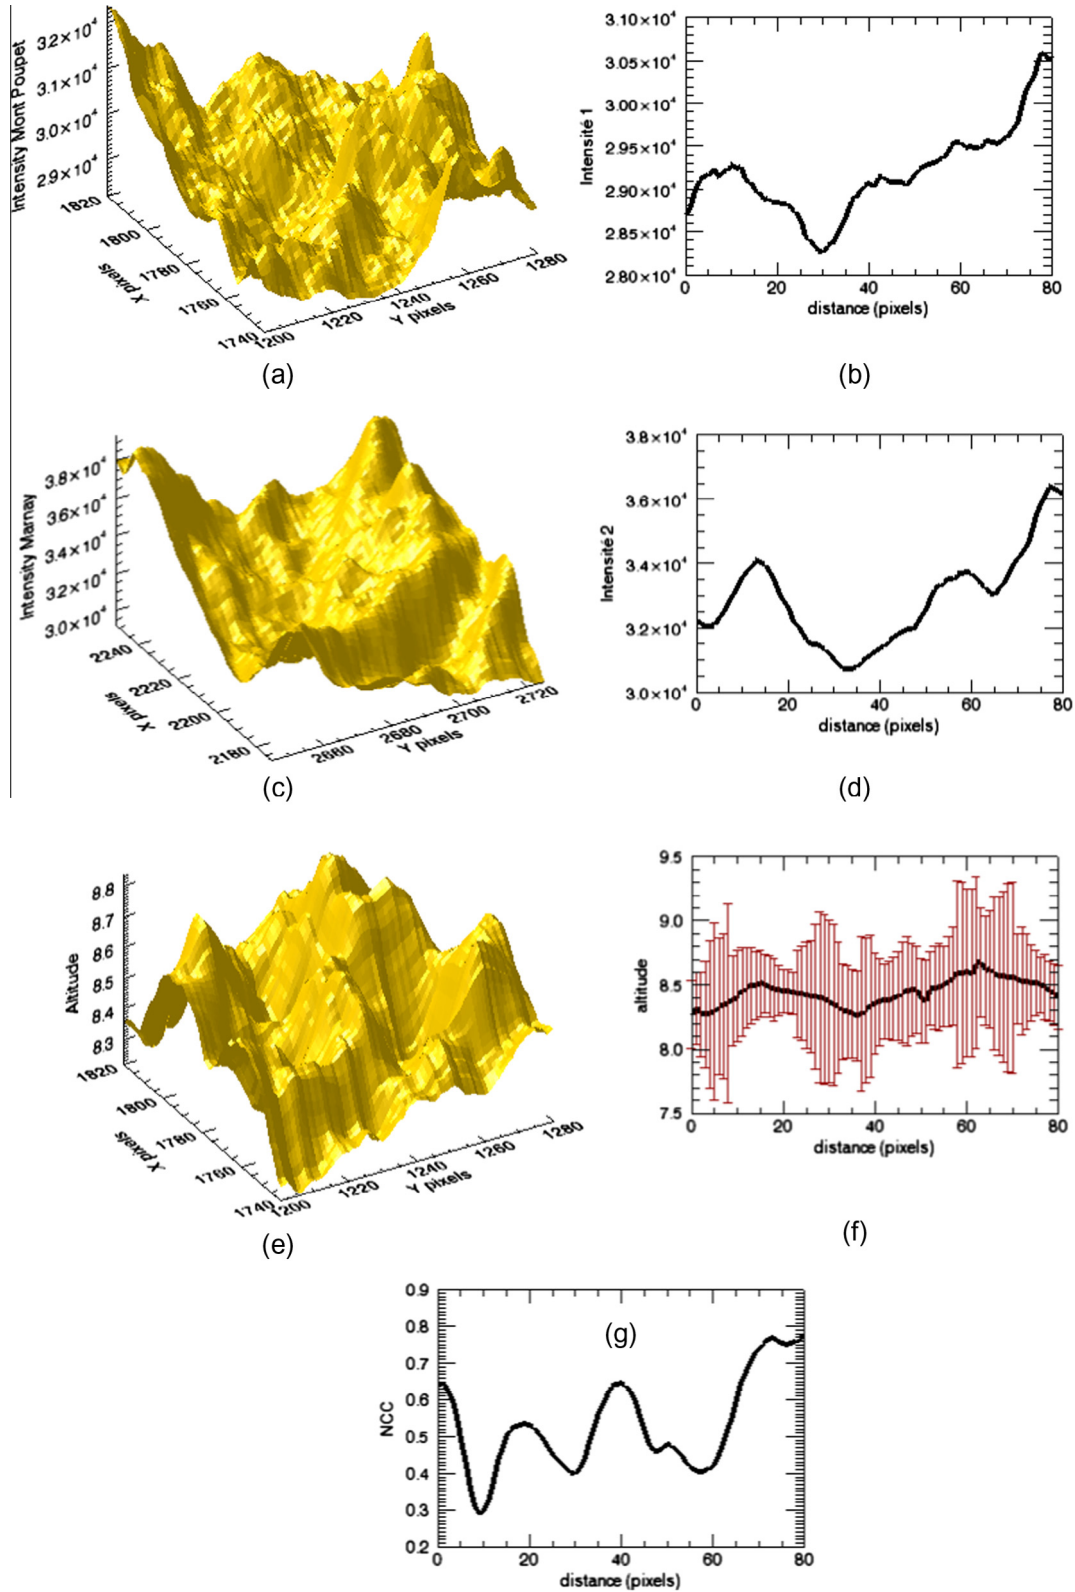 Intensity Mont Poupet
3.2×10⁴
3.1×10⁴
3.0×10⁴
2.9×10⁴
1820
1800
1780
1760
1740
X pixels
1200
1220
1240
1260
1280
Y pixels
(a)
Intensité 1
3.10×10⁴
3.05×10⁴
3.00×10⁴
2.95×10⁴
2.90×10⁴
2.85×10⁴
2.80×10⁴
0 20 40 60 80
distance (pixels)
(b)
Intensity Marnay
3.8×10⁴
3.6×10⁴
3.4×10⁴
3.2×10⁴
3.0×10⁴
2240
2220
2200
2180
X pixels
2660
2680
2700
2720
Y pixels
(c)
Intensité 2
3.8×10⁴
3.6×10⁴
3.4×10⁴
3.2×10⁴
3.0×10⁴
0 20 40 60 80
distance (pixels)
(d)
Altitude
8.8
8.7
8.6
8.5
8.4
8.3
1820
1800
1780
1760
1740
X pixels
1200
1220
1240
1260
1280
Y pixels
(e)
altitude
9.5
9.0
8.5
8.0
7.5
0 20 40 60 80
distance (pixels)
(f)
NCC
0.9
0.8
0.7
0.6
0.5
0.4
0.3
0.2
(g)
0 20 40 60 80
distance (pixels)